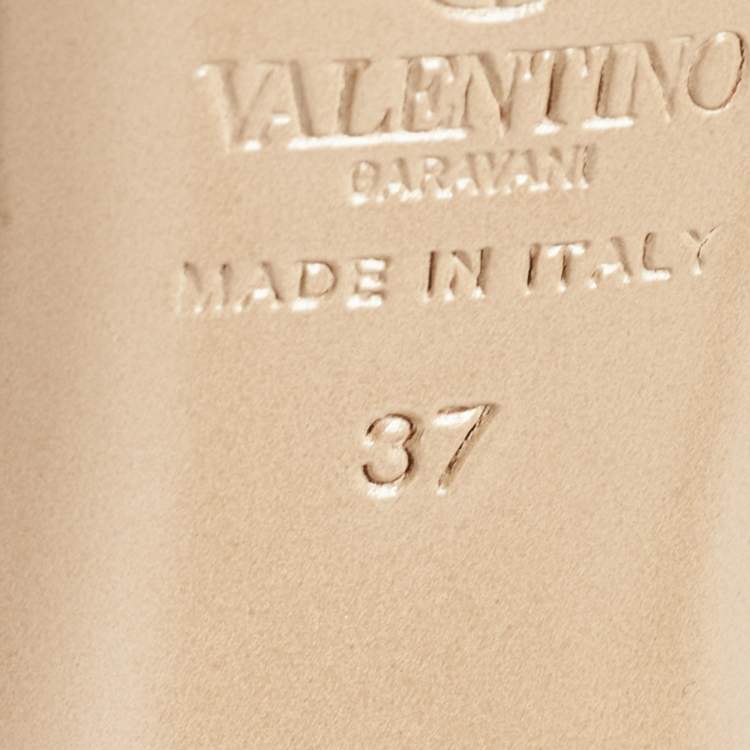 VALENTINO
GARAVANI
MADE IN ITALY
37